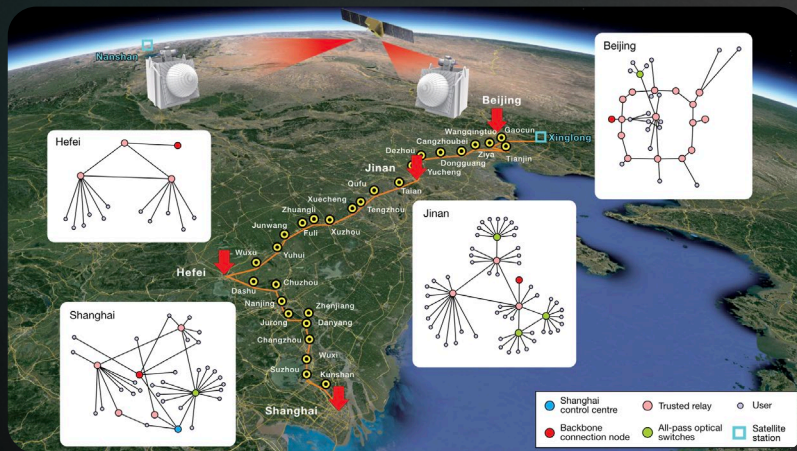 Nanshan
Beijing
Beijing
Wangqingtuo
Gaocun
Xinglong
Cangzhoubei
Dezhou
Ziya
Tianjin
Dongguang
Jinan
Yucheng
Hefei
Qufu
Taian
Xuecheng
Tengzhou
Zhuangli
Junwang
Fuli
Xuzhou
Jinan
Wuxu
Yuhui
Hefei
Dashu
Chuzhou
Nanjing
Zhenjiang
Jurong
Danyang
Shanghai
Changzhou
Wuxi
Suzhou
Kunshan
Shanghai
Shanghai
control centre
Trusted relay
User
Backbone
connection node
All-pass optical
switches
Satellite
station